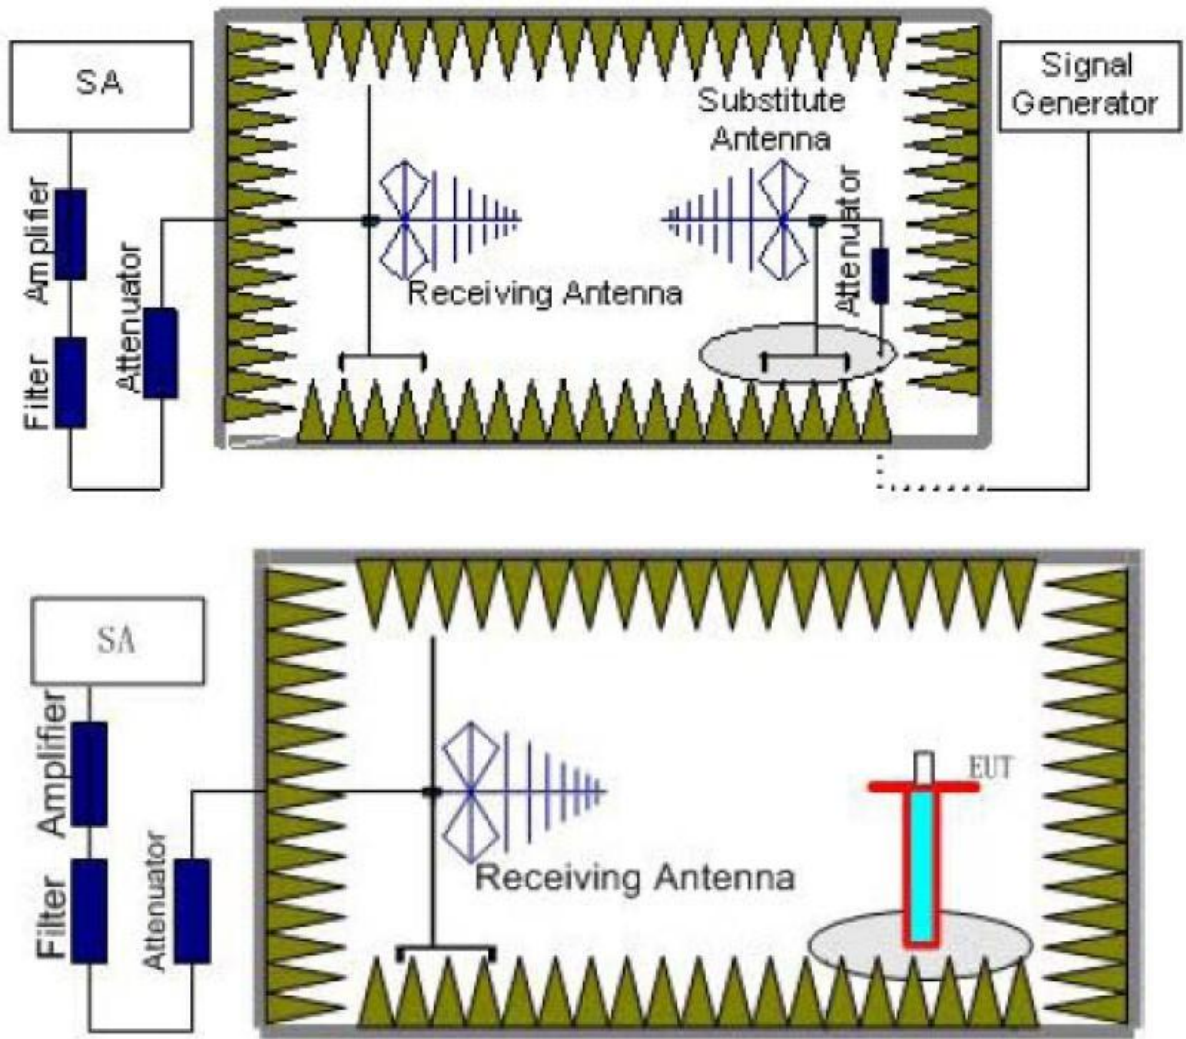 SA
Signal
Generator
Substitute
Antenna
Amplifier
Attenuator
Attenuator
Receiving Antenna
Filter
SA
Amplifier
EUT
Receiving Antenna
Filter
Attenuator